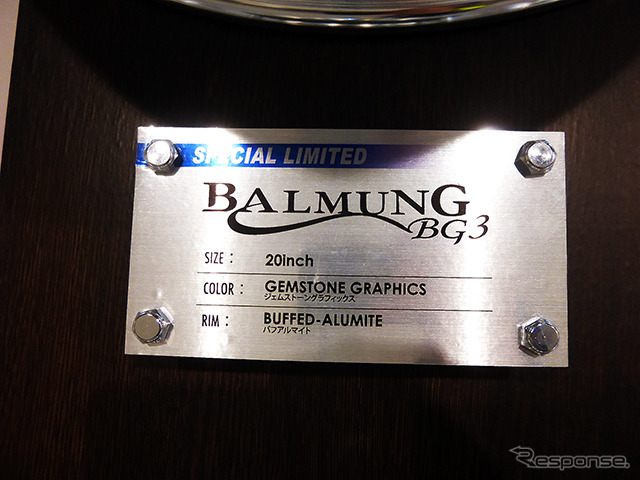 SPECIAL LIMITED
BALMUNG
BG3
SIZE : 20inch
COLOR : GEMSTONE GRAPHICS
ジェムストーングラフィックス
RIM : BUFFED-ALUMITE
バフアルマイト
Response.